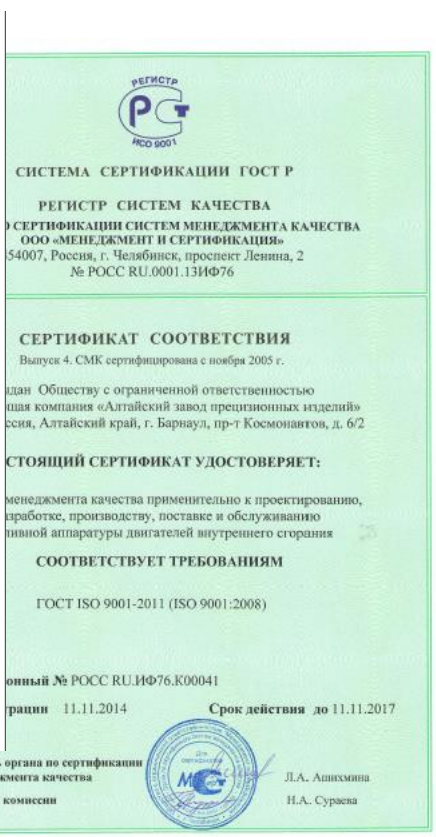 РЕГИСТР
РСТ
ИСО 9001
СИСТЕМА СЕРТИФИКАЦИИ ГОСТ Р
РЕГИСТР СИСТЕМ КАЧЕСТВА
О СЕРТИФИКАЦИИ СИСТЕМ МЕНЕДЖМЕНТА КАЧЕСТВА
ООО «МЕНЕДЖМЕНТ И СЕРТИФИКАЦИЯ»
54007, Россия, г. Челябинск, проспект Ленина, 2
№ РОСС RU.0001.13ИФ76
СЕРТИФИКАТ СООТВЕТСТВИЯ
Выпуск 4. СМК сертифицирована с ноября 2005 г.
дан Обществу с ограниченной ответственностью
щая компания «Алтайский завод прецизионных изделий»
ссия, Алтайский край, г. Барнаул, пр-т Космонавтов, д. 6/2
СТОЯЩИЙ СЕРТИФИКАТ УДОСТОВЕРЯЕТ:
менеджмента качества применительно к проектированию,
зработке, производству, поставке и обслуживанию
ливной аппаратуры двигателей внутреннего сгорания
СООТВЕТСТВУЕТ ТРЕБОВАНИЯМ
ГОСТ ISO 9001-2011 (ISO 9001:2008)
онный № РОСС RU.ИФ76.К00041
трации 11.11.2014 Срок действия до 11.11.2017
ь органа по сертификации
жмента качества Л.А. Ашихмина
комиссии Н.А. Сураева